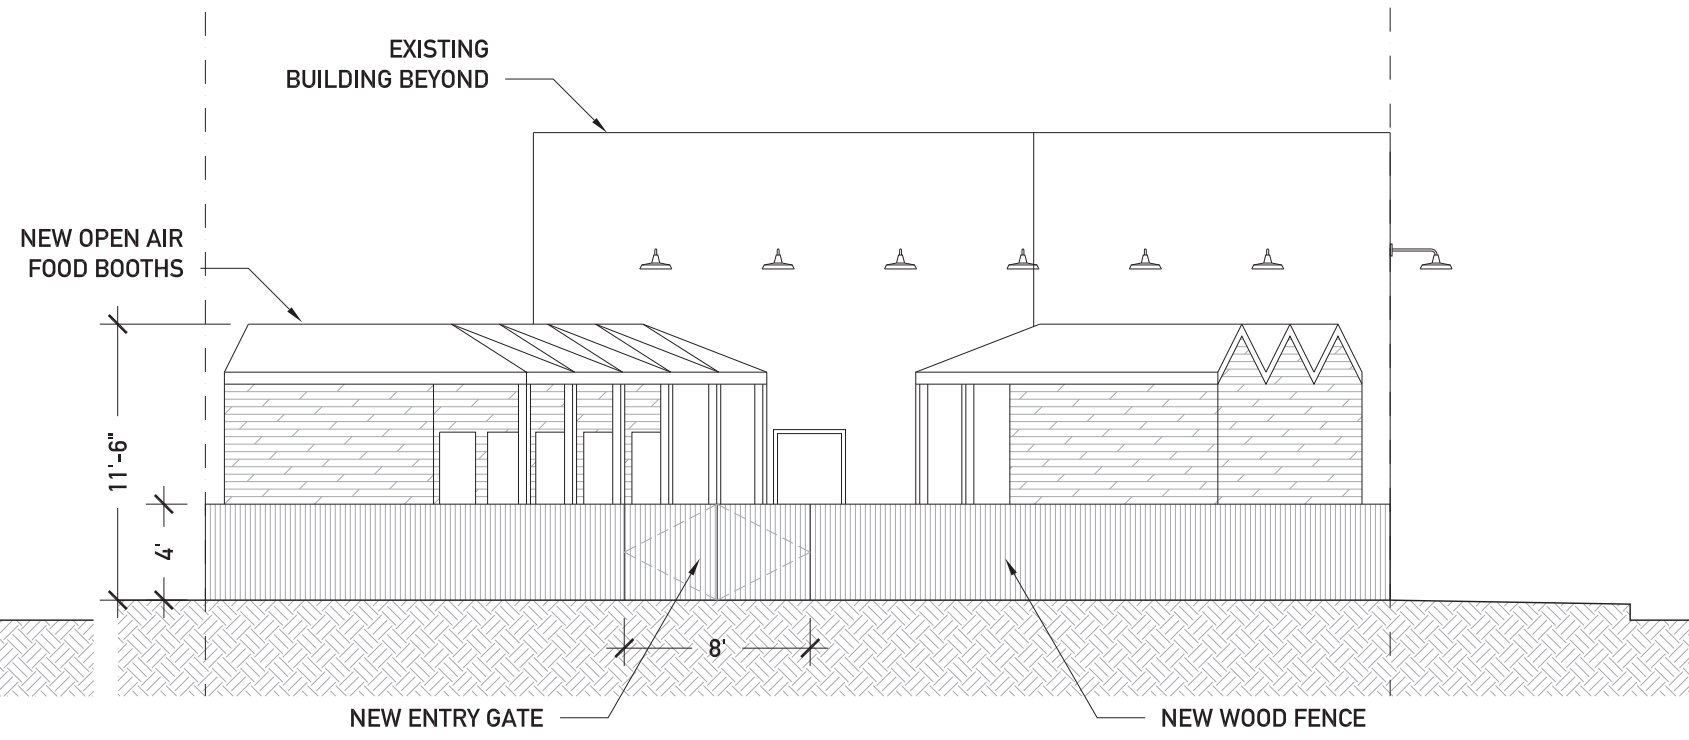 EXISTING
BUILDING BEYOND
NEW OPEN AIR
FOOD BOOTHS
11'-6"
4'
8'
NEW ENTRY GATE
NEW WOOD FENCE